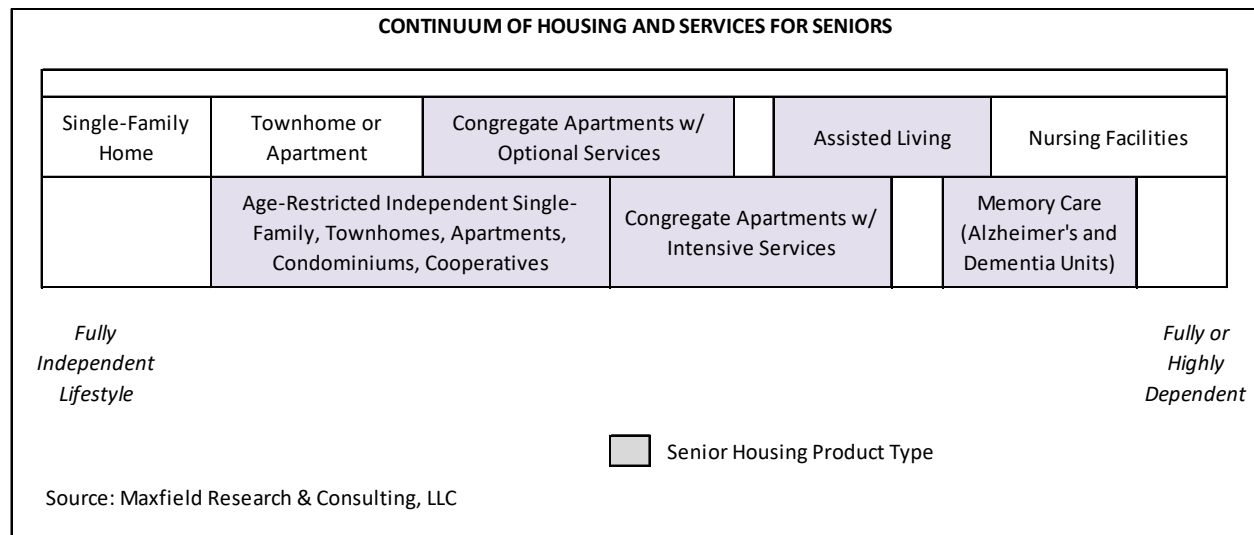 CONTINUUM OF HOUSING AND SERVICES FOR SENIORS
Single-Family
Home
Townhome or
Apartment
Congregate Apartments w/
Optional Services
Assisted Living
Nursing Facilities
Age-Restricted Independent Single-
Family, Townhomes, Apartments,
Condominiums, Cooperatives
Congregate Apartments w/
Intensive Services
Memory Care
(Alzheimer's and
Dementia Units)
Fully
Independent
Lifestyle
Fully or
Highly
Dependent
Senior Housing Product Type
Source: Maxfield Research & Consulting, LLC